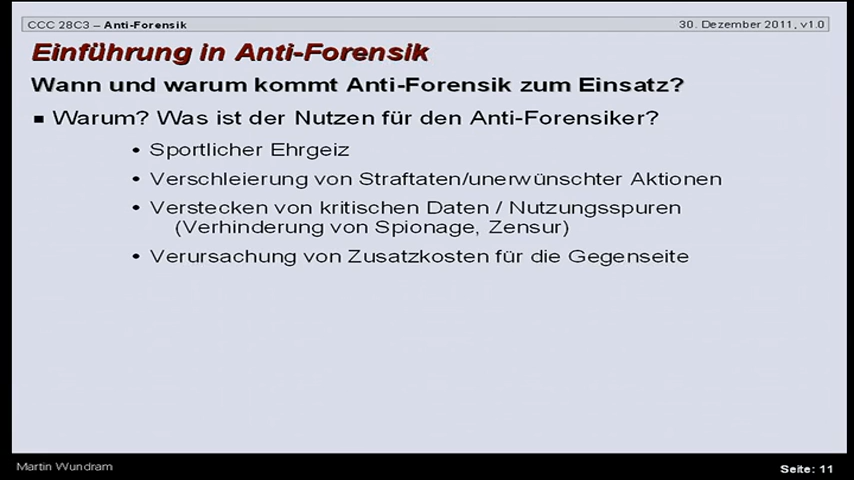 CCC 28C3 – Anti-Forensik
30. Dezember 2011, v1.0
Einführung in Anti-Forensik
Wann und warum kommt Anti-Forensik zum Einsatz?
■ Warum? Was ist der Nutzen für den Anti-Forensiker?
• Sportlicher Ehrgeiz
• Verschleierung von Straftaten/unerwünschter Aktionen
• Verstecken von kritischen Daten / Nutzungsspuren
(Verhinderung von Spionage, Zensur)
• Verursachung von Zusatzkosten für die Gegenseite
Martin Wundram
Seite: 11